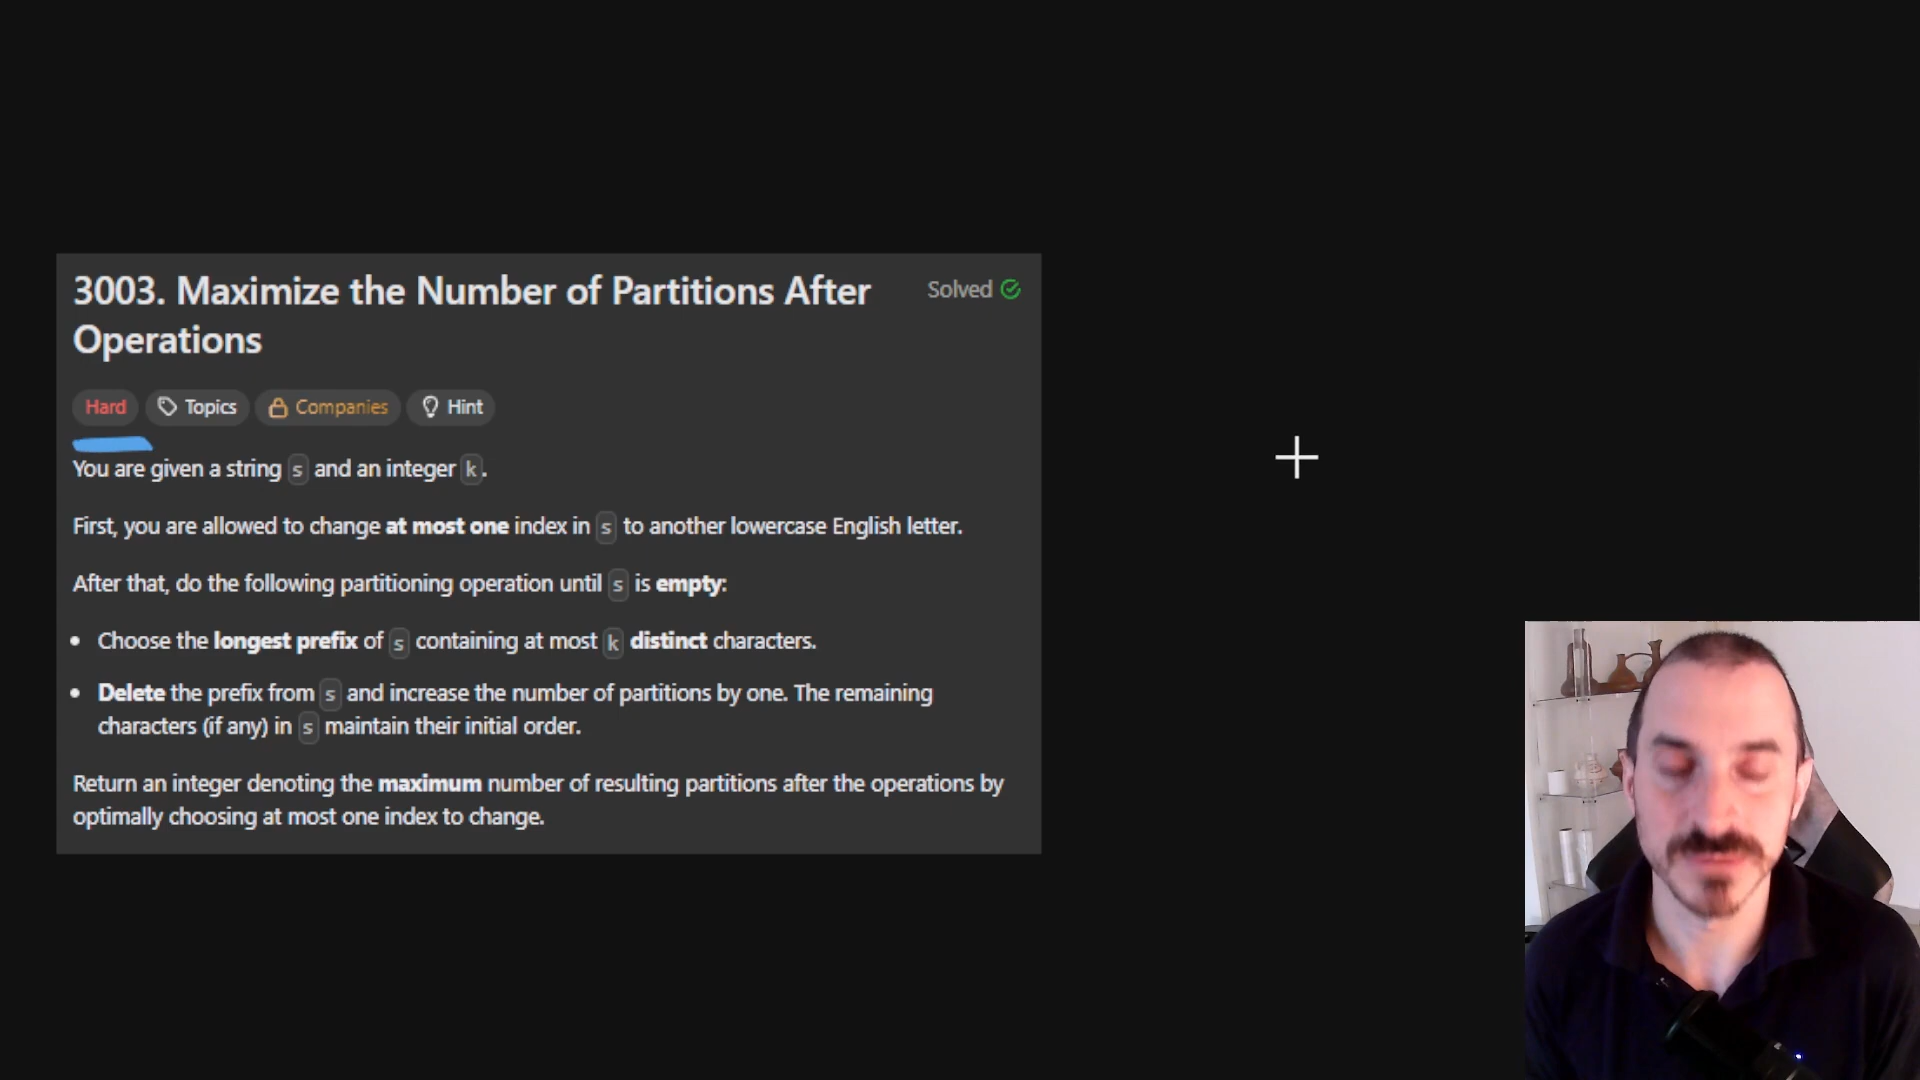 3003. Maximize the Number of Partitions After
Operations
Solved
Hard Topics Companies Hint
You are given a string s and an integer k.
First, you are allowed to change at most one index in s to another lowercase English letter.
After that, do the following partitioning operation until s is empty:
• Choose the longest prefix of s containing at most k distinct characters.
• Delete the prefix from s and increase the number of partitions by one. The remaining
characters (if any) in s maintain their initial order.
Return an integer denoting the maximum number of resulting partitions after the operations by
optimally choosing at most one index to change.